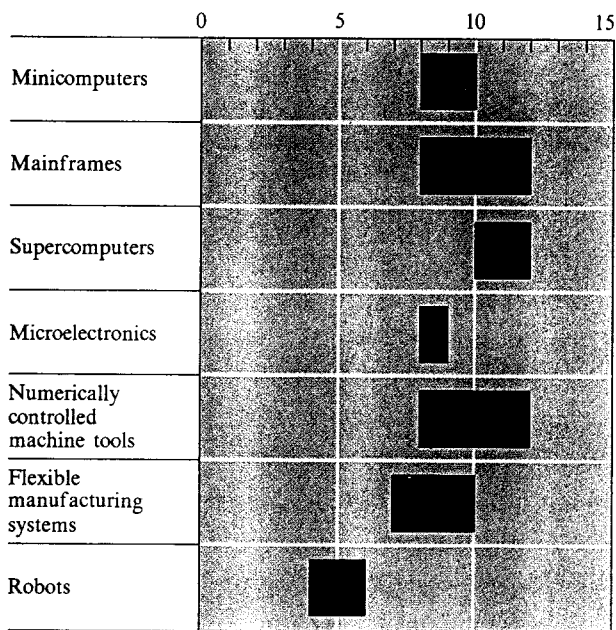 0 5 10 15
Minicomputers
Mainframes
Supercomputers
Microelectronics
Numerically
controlled
machine tools
Flexible
manufacturing
systems
Robots